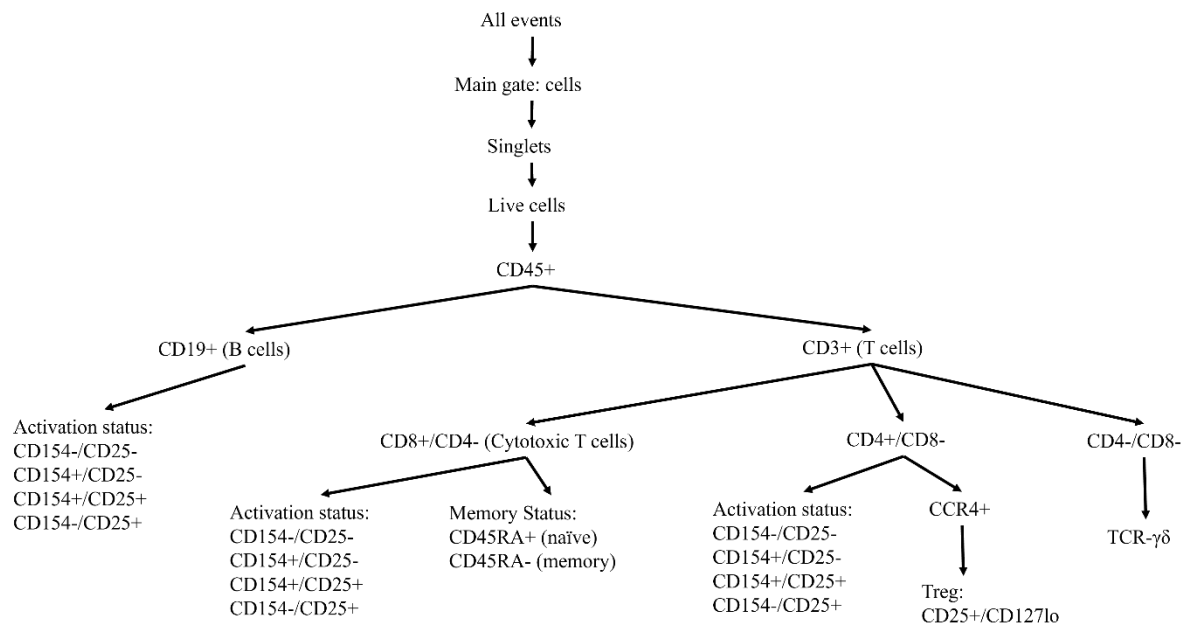 All events
Main gate: cells
Singlets
Live cells
CD45+
CD19+ (B cells)
CD3+ (T cells)
Activation status:
CD154-/CD25-
CD154+/CD25-
CD154+/CD25+
CD154-/CD25+
CD8+/CD4- (Cytotoxic T cells)
CD4+/CD8-
CD4-/CD8-
Activation status:
CD154-/CD25-
CD154+/CD25-
CD154+/CD25+
CD154-/CD25+
Memory Status:
CD45RA+ (naïve)
CD45RA- (memory)
Activation status:
CD154-/CD25-
CD154+/CD25-
CD154+/CD25+
CD154-/CD25+
CCR4+
Treg:
CD25+/CD127lo
TCR-γδ